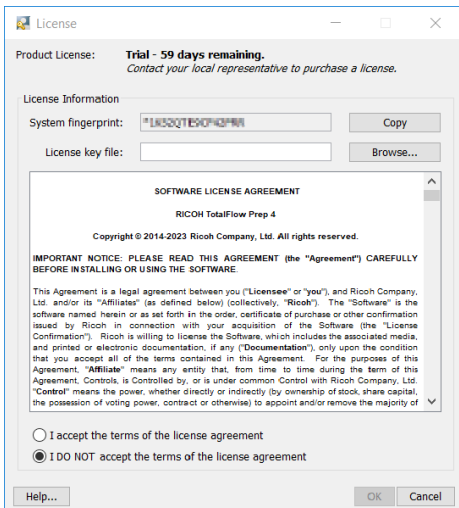 License
Product License: Trial - 59 days remaining.
Contact your local representative to purchase a license.
License Information
System fingerprint: Copy
License key file: Browse...
SOFTWARE LICENSE AGREEMENT
RICOH TotalFlow Prep 4
Copyright © 2014-2023 Ricoh Company, Ltd. All rights reserved.
IMPORTANT NOTICE: PLEASE READ THIS AGREEMENT (the "Agreement") CAREFULLY
BEFORE INSTALLING OR USING THE SOFTWARE.
This Agreement is a legal agreement between you ("Licensee" or "you"), and Ricoh Company,
Ltd. and/or its "Affiliates" (as defined below) (collectively, "Ricoh"). The "Software" is the
software named herein or as set forth in the order, certificate of purchase or other confirmation
issued by Ricoh in connection with your acquisition of the Software (the "License
Confirmation"). Ricoh is willing to license the Software, which includes the associated media,
and printed or electronic documentation, if any ("Documentation"), only upon the condition
that you accept all of the terms contained in this Agreement. For the purposes of this
Agreement, "Affiliate" means any entity that, from time to time during the term of this
Agreement, Controls, is Controlled by, or is under common Control with Ricoh Company, Ltd.
"Control" means the power, whether directly or indirectly (by ownership of stock, share capital,
the possession of voting power, contract or otherwise) to appoint and/or remove the majority of
I accept the terms of the license agreement
I DO NOT accept the terms of the license agreement
Help... OK Cancel